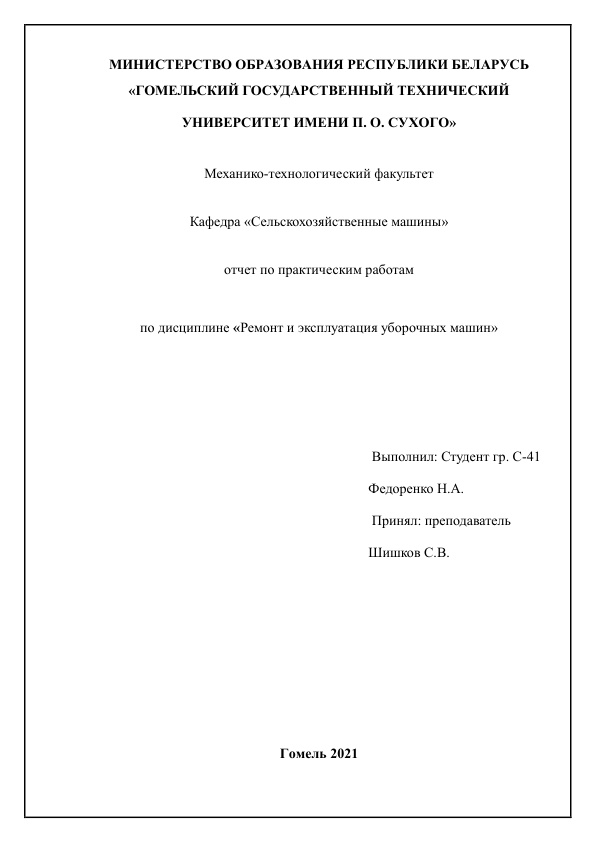 МИНИСТЕРСТВО ОБРАЗОВАНИЯ РЕСПУБЛИКИ БЕЛАРУСЬ
«ГОМЕЛЬСКИЙ ГОСУДАРСТВЕННЫЙ ТЕХНИЧЕСКИЙ
УНИВЕРСИТЕТ ИМЕНИ П. О. СУХОГО»
Механико-технологический факультет
Кафедра «Сельскохозяйственные машины»
отчет по практическим работам
по дисциплине «Ремонт и эксплуатация уборочных машин»
Выполнил: Студент гр. С-41
Федоренко Н.А.
Принял: преподаватель
Шишков С.В.
Гомель 2021